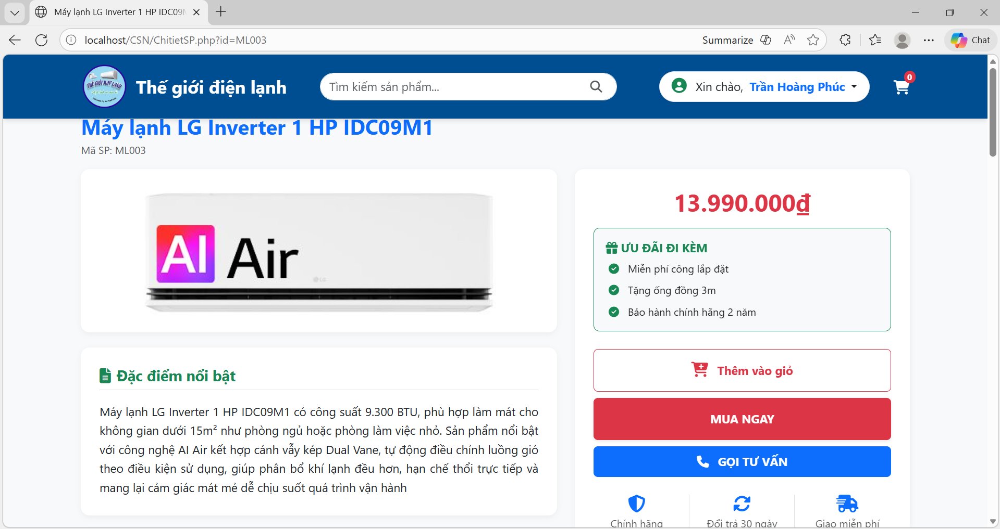 Máy lạnh LG Inverter 1 HP IDC09M
localhost/CSN/ChitietSP.php?id=ML003
Summarize
Chat
THẾ GIỚI MÁY LẠNH
Thế giới điện lạnh
Tìm kiếm sản phẩm...
Xin chào, Trần Hoàng Phúc
0
Máy lạnh LG Inverter 1 HP IDC09M1
Mã SP: ML003
AI Air
LG
13.990.000₫
ƯU ĐÃI ĐI KÈM
Miễn phí công lắp đặt
Tặng ống đồng 3m
Bảo hành chính hãng 2 năm
Thêm vào giỏ
MUA NGAY
GỌI TƯ VẤN
Chính hãng
Đổi trả 30 ngày
Giao miễn phí
Đặc điểm nổi bật
Máy lạnh LG Inverter 1 HP IDC09M1 có công suất 9.300 BTU, phù hợp làm mát cho
không gian dưới 15m² như phòng ngủ hoặc phòng làm việc nhỏ. Sản phẩm nổi bật
với công nghệ AI Air kết hợp cánh vẫy kép Dual Vane, tự động điều chỉnh luồng gió
theo điều kiện sử dụng, giúp phân bổ khí lạnh đều hơn, hạn chế thổi trực tiếp và
mang lại cảm giác mát mẻ dễ chịu suốt quá trình vận hành